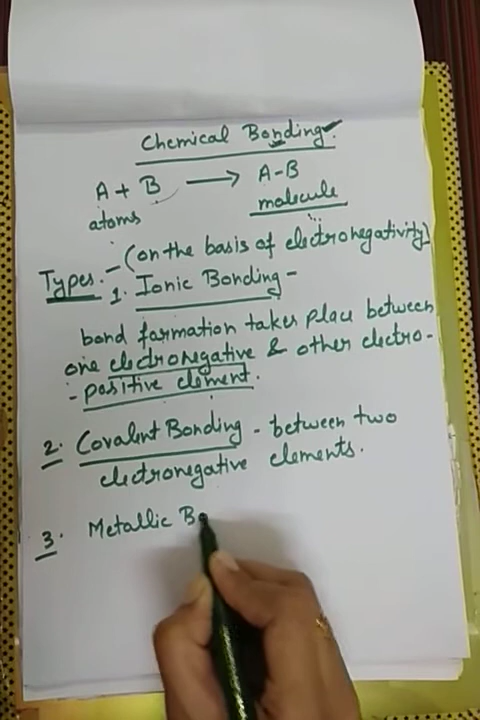 Chemical Bonding
A + B ⟶ A-B
atoms molecule
Types. - (on the basis of electronegativity)
1. Ionic Bonding -
bond formation takes place between
one electronegative & other electro-
- positive element.
2. Covalent Bonding - between two
electronegative elements.
3. Metallic B